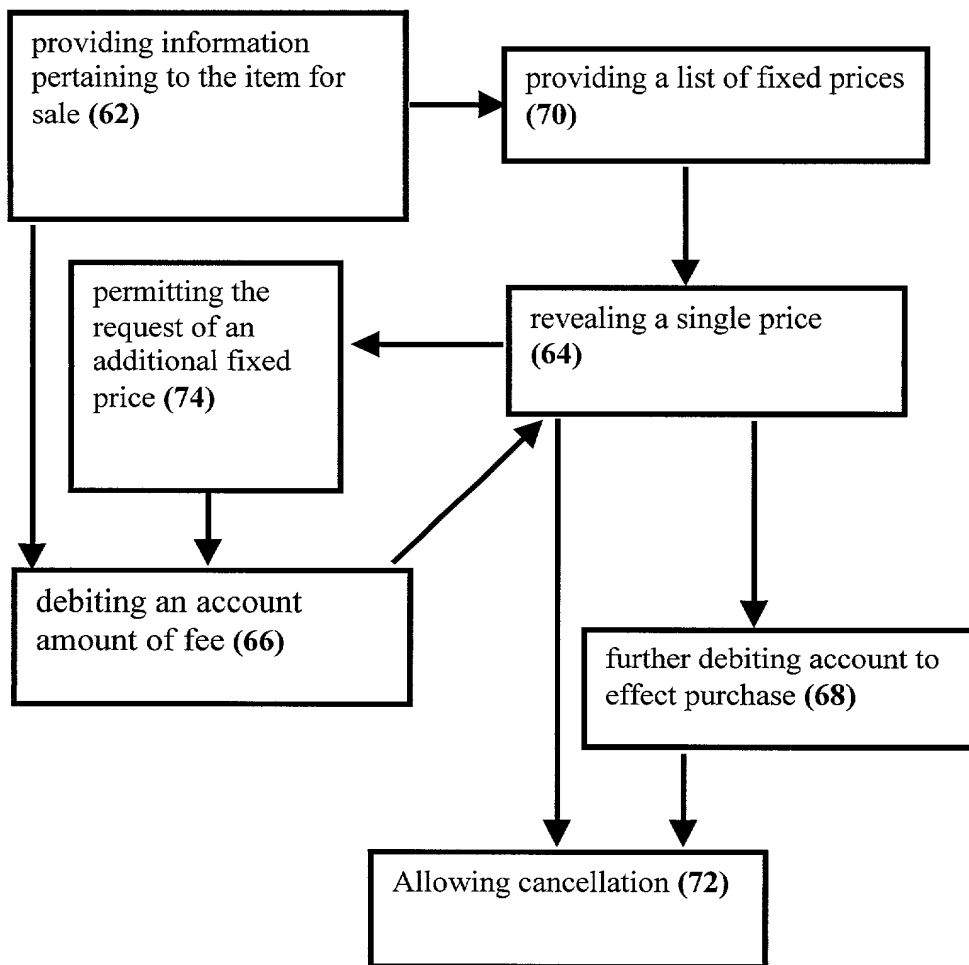 providing information
pertaining to the item for
sale (62)
providing a list of fixed prices
(70)
permitting the
request of an
additional fixed
price (74)
revealing a single price
(64)
debiting an account
amount of fee (66)
further debiting account to
effect purchase (68)
Allowing cancellation (72)